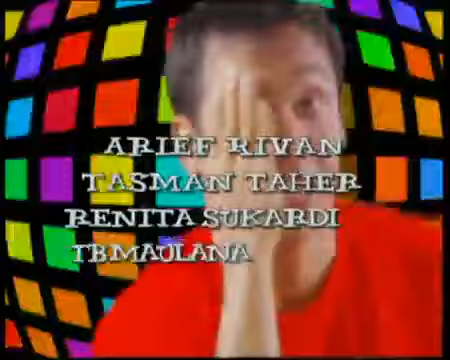 ARIEF RIVAN
TASMAN TAHER
RENITA SUKARDI
TB MAULANA